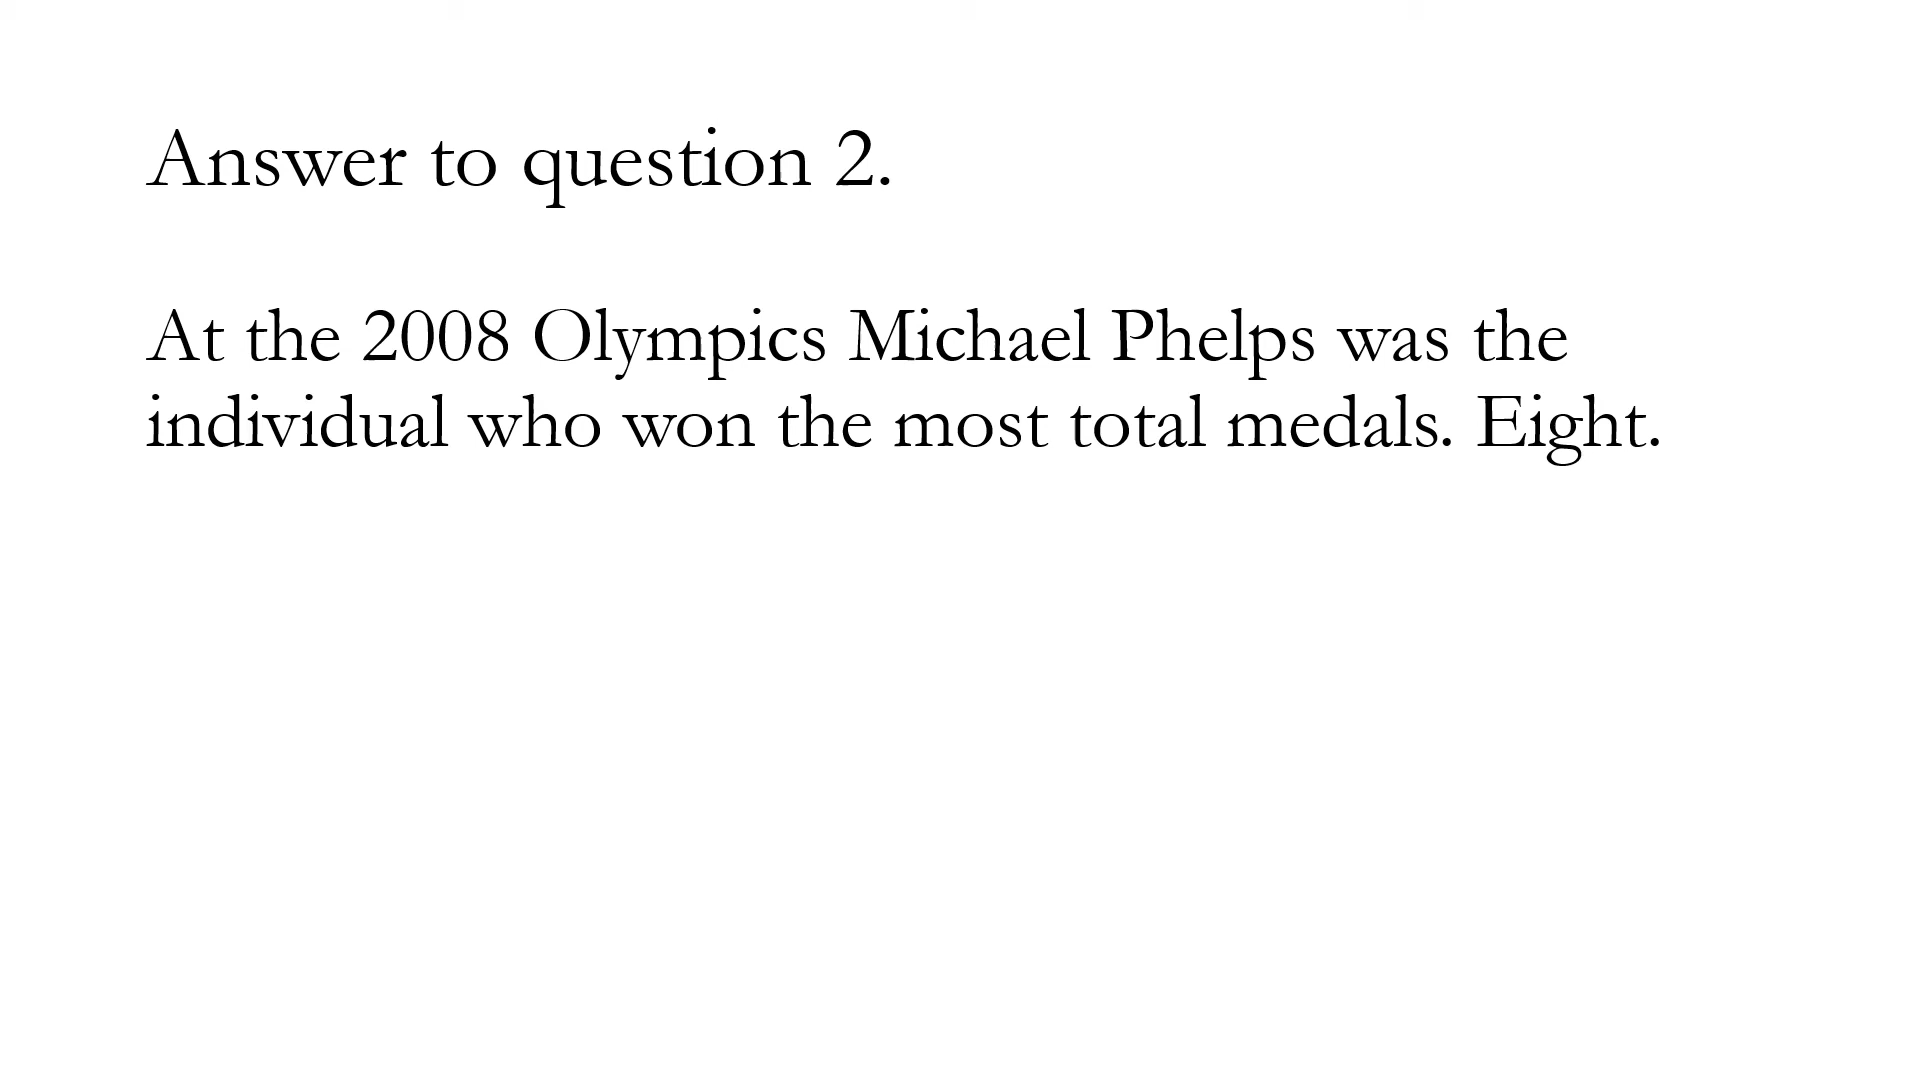 Answer to question 2.
At the 2008 Olympics Michael Phelps was the
individual who won the most total medals. Eight.